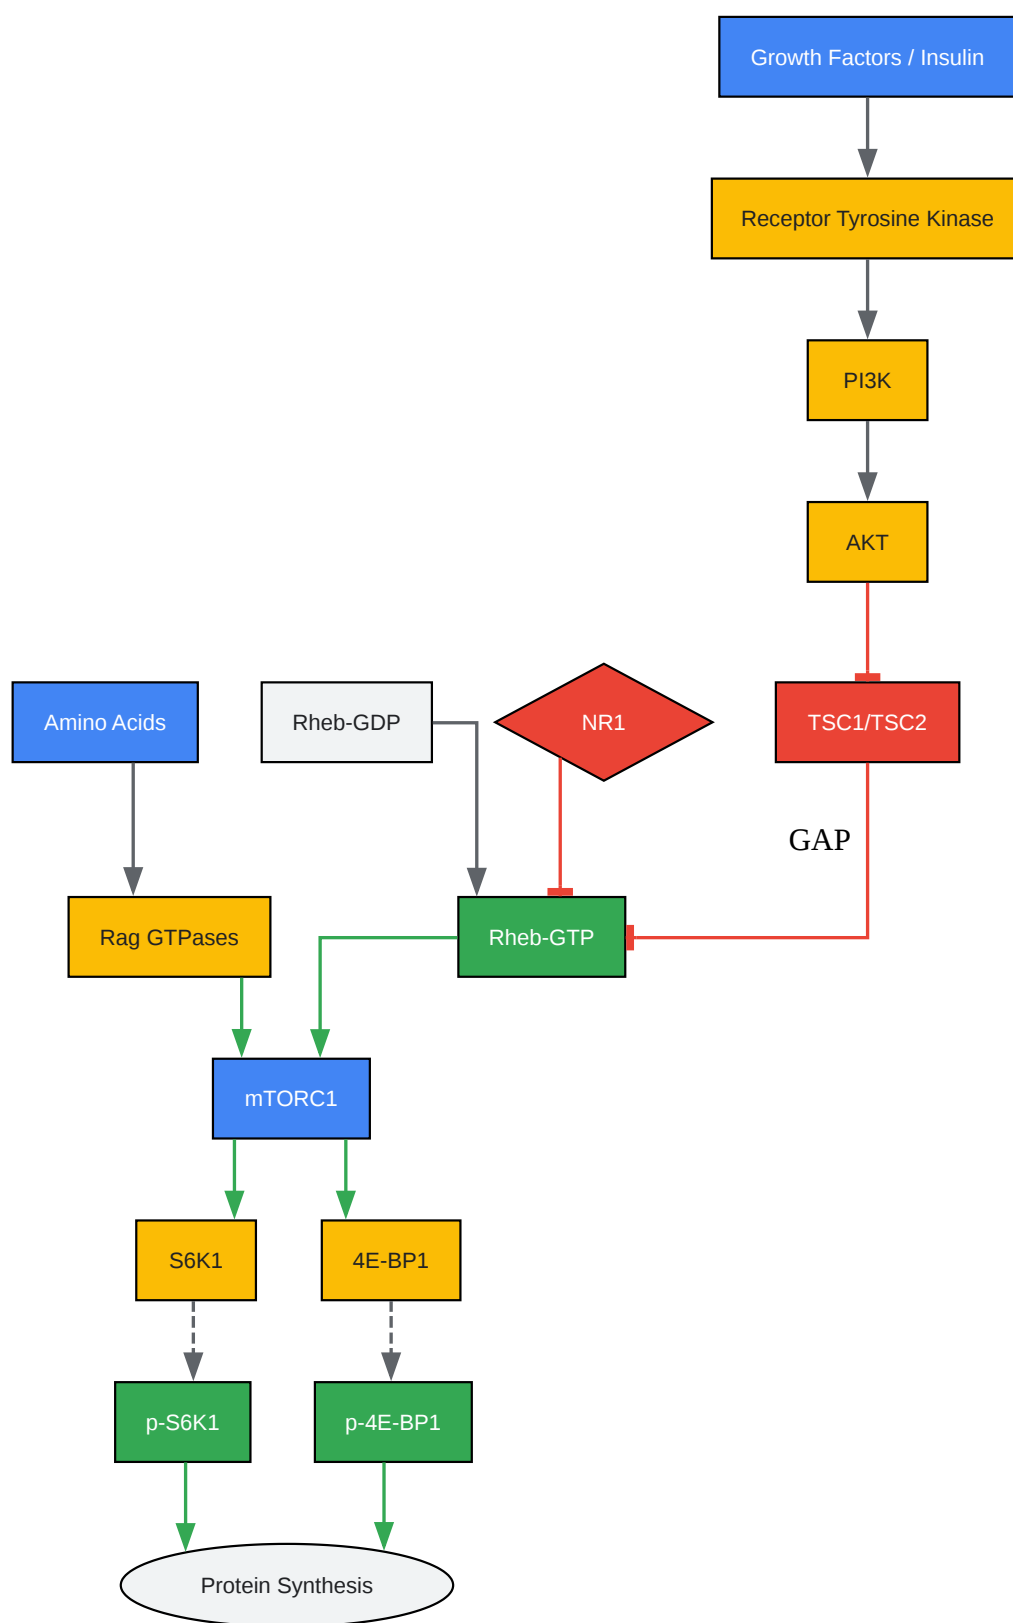 Growth Factors / Insulin
Receptor Tyrosine Kinase
PI3K
AKT
Amino Acids
Rheb-GDP
NR1
TSC1/TSC2
GAP
Rag GTPases
Rheb-GTP
mTORC1
S6K1
4E-BP1
p-S6K1
p-4E-BP1
Protein Synthesis